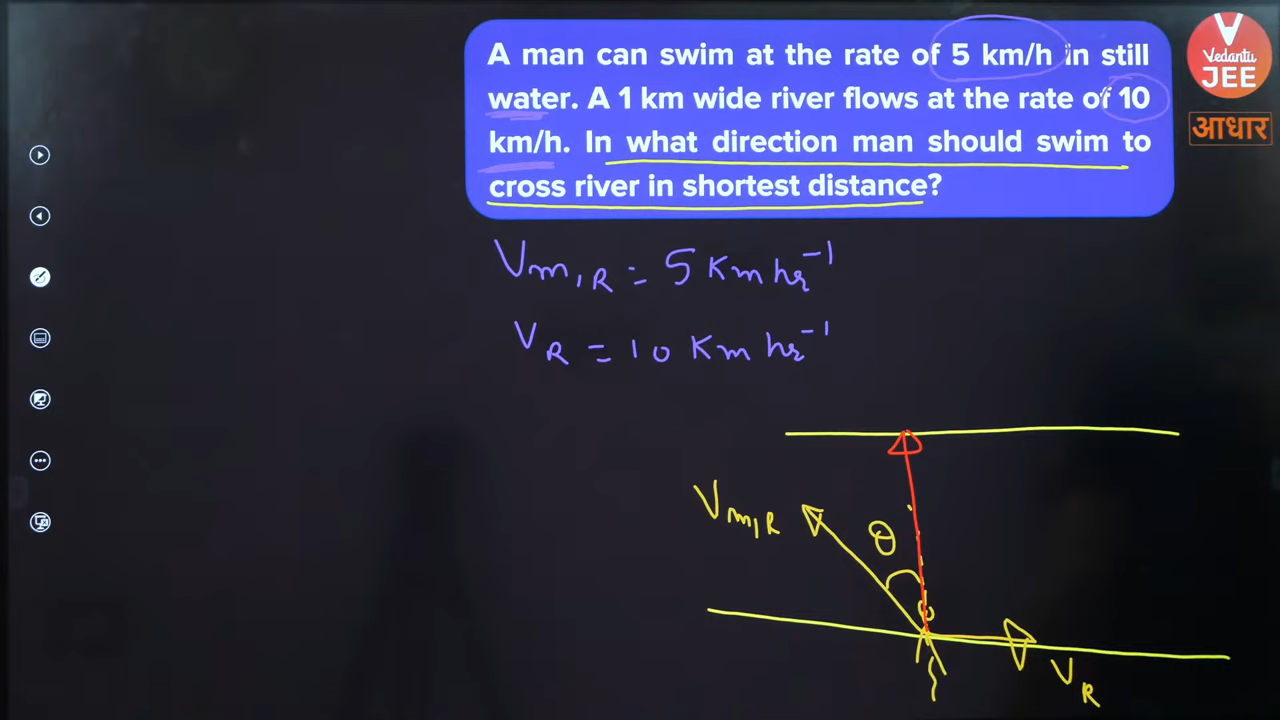 A man can swim at the rate of 5 km/h in still
water. A 1 km wide river flows at the rate of 10
km/h. In what direction man should swim to
cross river in shortest distance?
Vedantu
JEE
आधार
Vm,R = 5 Km hr⁻¹
VR = 10 Km hr⁻¹
Vm,R
θ
VR